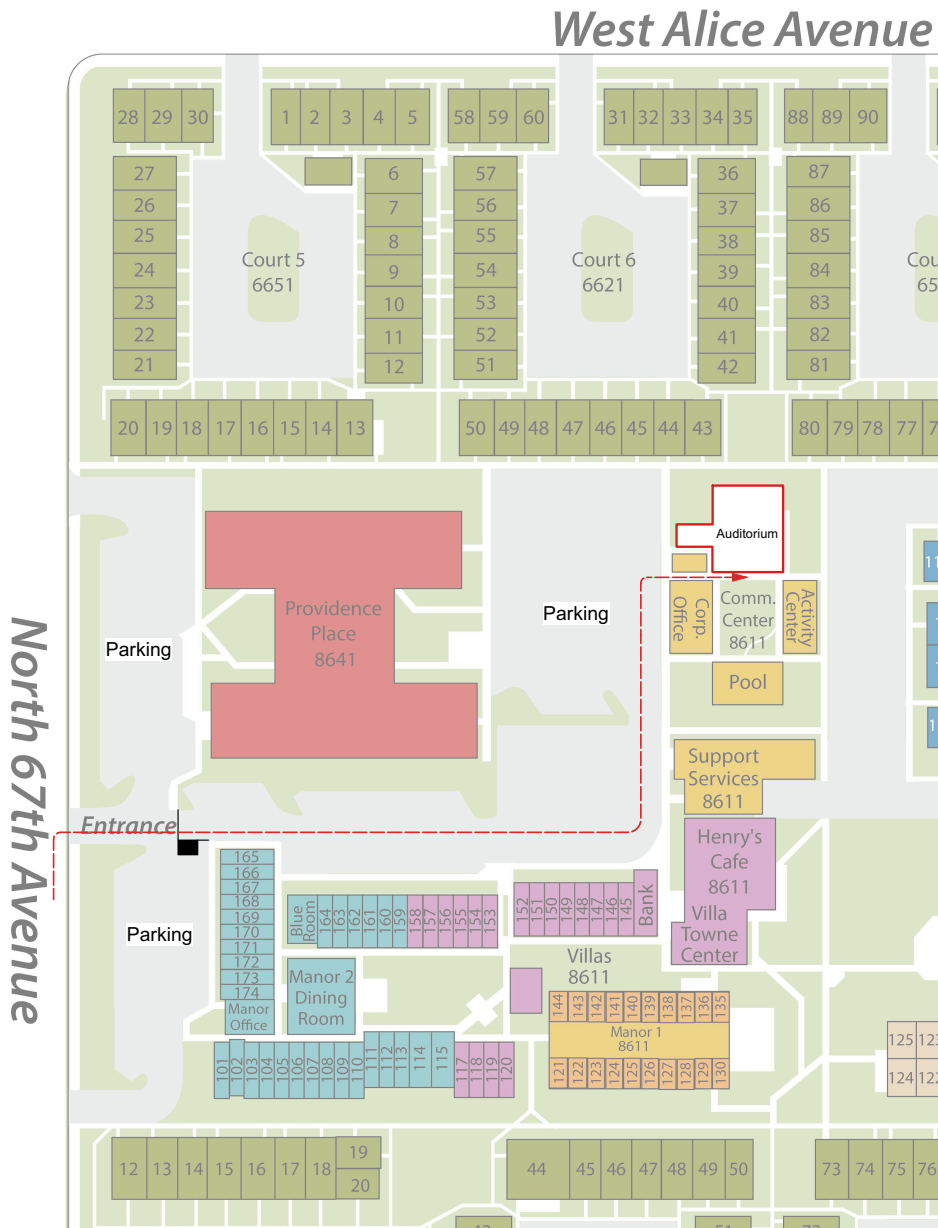 West Alice Avenue
28 29 30
1 2 3 4 5
58 59 60
31 32 33 34 35
88 89 90
27
26
25
24
23
22
21
Court 5
6651
6
7
8
9
10
11
12
57
56
55
54
53
52
51
Court 6
6621
36
37
38
39
40
41
42
87
86
85
84
83
82
81
20 19 18 17 16 15 14 13
50 49 48 47 46 45 44 43
80 79 78 77
North 67th Avenue
Parking
Providence
Place
8641
Parking
Auditorium
Corp.
Office
Comm.
Center
8611
Activity
Center
Pool
Support
Services
8611
Entrance
Henry's
Cafe
8611
Villa
Towne
Center
Parking
165
166
167
168
169
170
171
172
173
174
Manor
Office
Blue
Room
164 163 162 161 160 159 158 157 156 155 154 153
152 151 150 149 148 147 146 145
Bank
Manor 2
Dining
Room
Villas
8611
144 143 142 141 140 139 138 137 136 135
Manor 1
8611
121 122 123 124 125 126 127 128 129 130
101 102 103 104 105 106 107 108 109 110 111 112 113 114 115 117 118 119 120
125 123
124 122
12 13 14 15 16 17 18
19
20
44 45 46 47 48 49 50
73 74 75 76